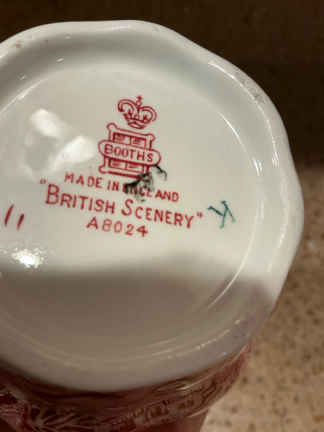 BOOTHS
MADE IN ENGLAND
"BRITISH SCENERY"
A8024